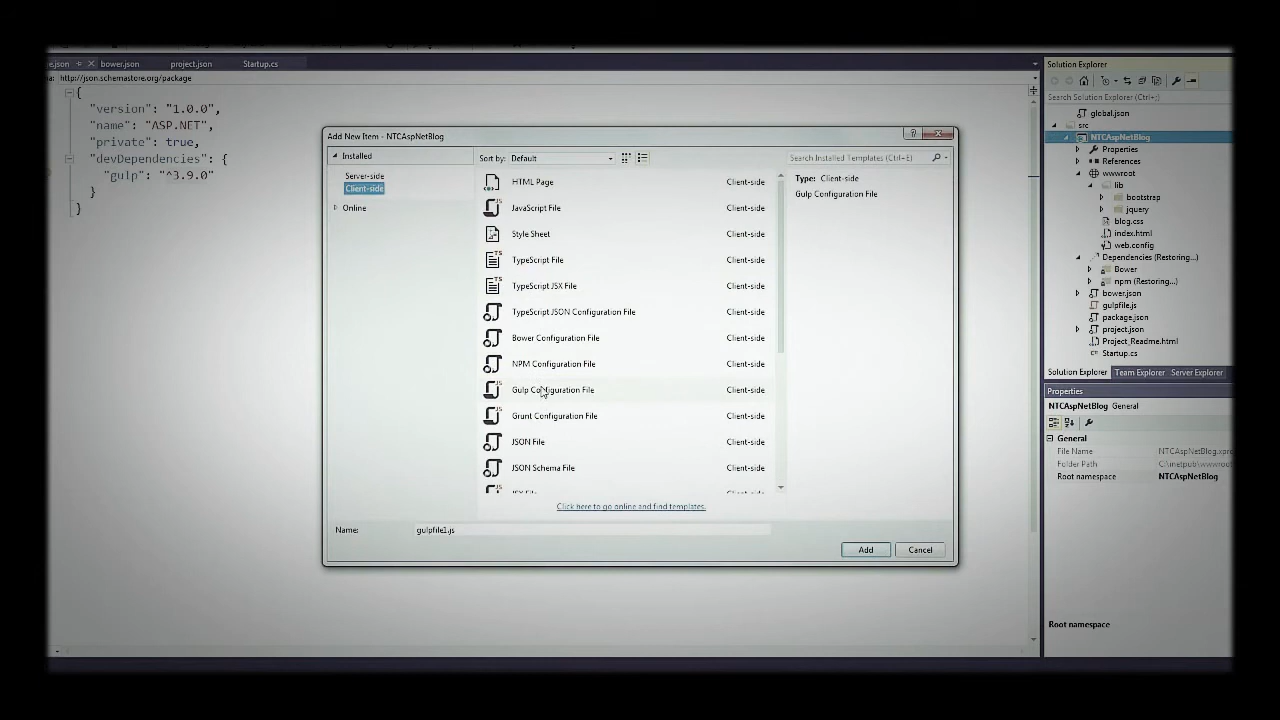 e.json
bower.json
project.json
Startup.cs
http://json.schemastore.org/package
{
"version": "1.0.0",
"name": "ASP.NET",
"private": true,
"devDependencies": {
"gulp": "^3.9.0"
}
}
Add New Item - NTCAspNetBlog
Installed
Server-side
Client-side
Online
Sort by: Default
Search Installed Templates (Ctrl+E)
HTML Page Client-side
JavaScript File Client-side
Style Sheet Client-side
TypeScript File Client-side
TypeScript JSX File Client-side
TypeScript JSON Configuration File Client-side
Bower Configuration File Client-side
NPM Configuration File Client-side
Gulp Configuration File Client-side
Grunt Configuration File Client-side
JSON File Client-side
JSON Schema File Client-side
Type: Client-side
Gulp Configuration File
Click here to go online and find templates.
Name: gulpfile1.js
Add
Cancel
Solution Explorer
Search Solution Explorer (Ctrl+;)
global.json
src
NTCAspNetBlog
Properties
References
wwwroot
lib
bootstrap
jquery
blog.css
index.html
web.config
Dependencies (Restoring...)
Bower
npm (Restoring...)
bower.json
gulpfile.js
package.json
project.json
Project_Readme.html
Startup.cs
Solution Explorer Team Explorer Server Explorer
Properties
NTCAspNetBlog General
General
File Name NTCAspNetBlog.xpr
Folder Path C:\inetpub\wwwroot
Root namespace NTCAspNetBlog
Root namespace